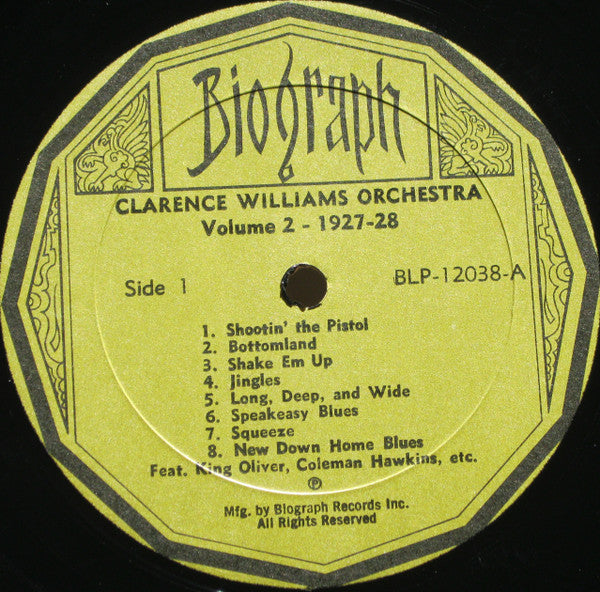 Biograph
CLARENCE WILLIAMS ORCHESTRA
Volume 2 - 1927-28
Side 1
BLP-12038-A
1. Shootin' the Pistol
2. Bottomland
3. Shake Em Up
4. Jingles
5. Long, Deep, and Wide
6. Speakeasy Blues
7. Squeeze
8. New Down Home Blues
Feat. King Oliver, Coleman Hawkins, etc.
℗
Mfg. by Biograph Records Inc.
All Rights Reserved